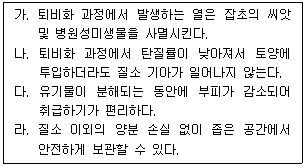 가. 퇴비화 과정에서 발생하는 열은 잡초의 씨앗
및 병원성미생물을 사멸시킨다.
나. 퇴비화 과정에서 탄질률이 낮아져서 토양에
투입하더라도 질소 기아가 일어나지 않는다.
다. 유기물이 분해되는 동안에 부피가 감소되어
취급하기가 편리하다.
라. 질소 이외의 양분 손실 없이 좁은 공간에서
안전하게 보관할 수 있다.